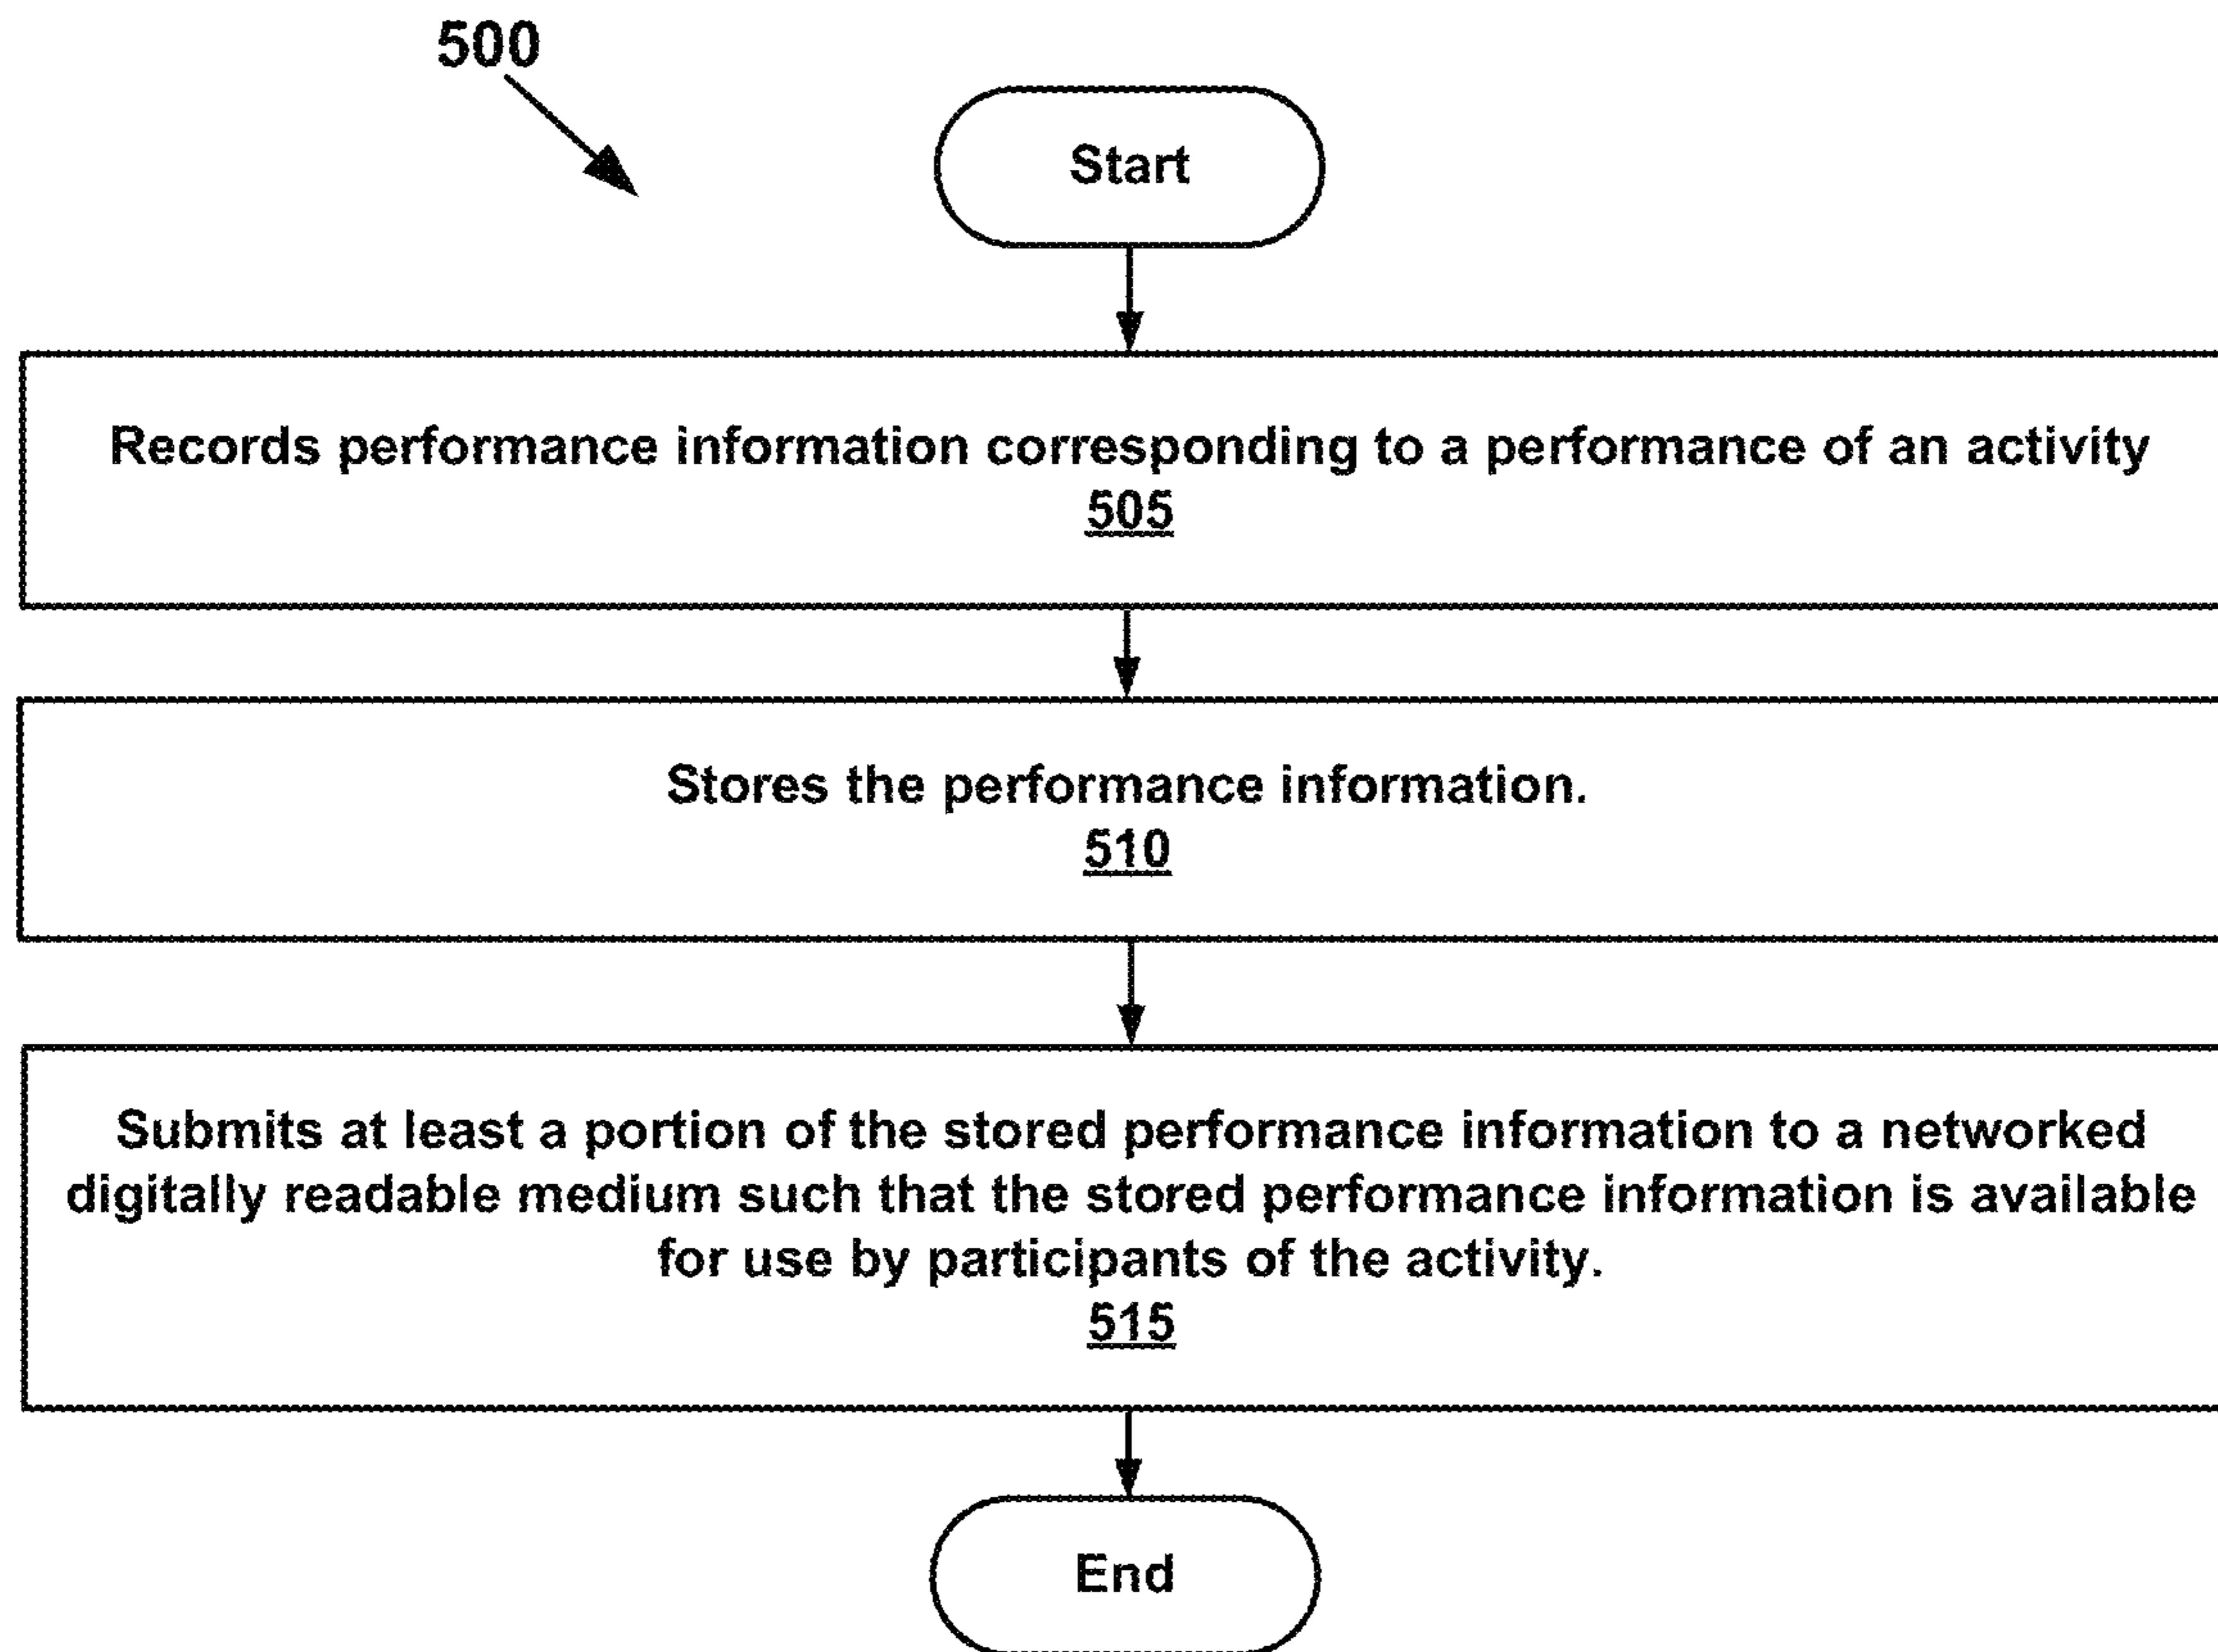 500
Start
Records performance information corresponding to a performance of an activity
505
Stores the performance information.
510
Submits at least a portion of the stored performance information to a networked
digitally readable medium such that the stored performance information is available
for use by participants of the activity.
515
End